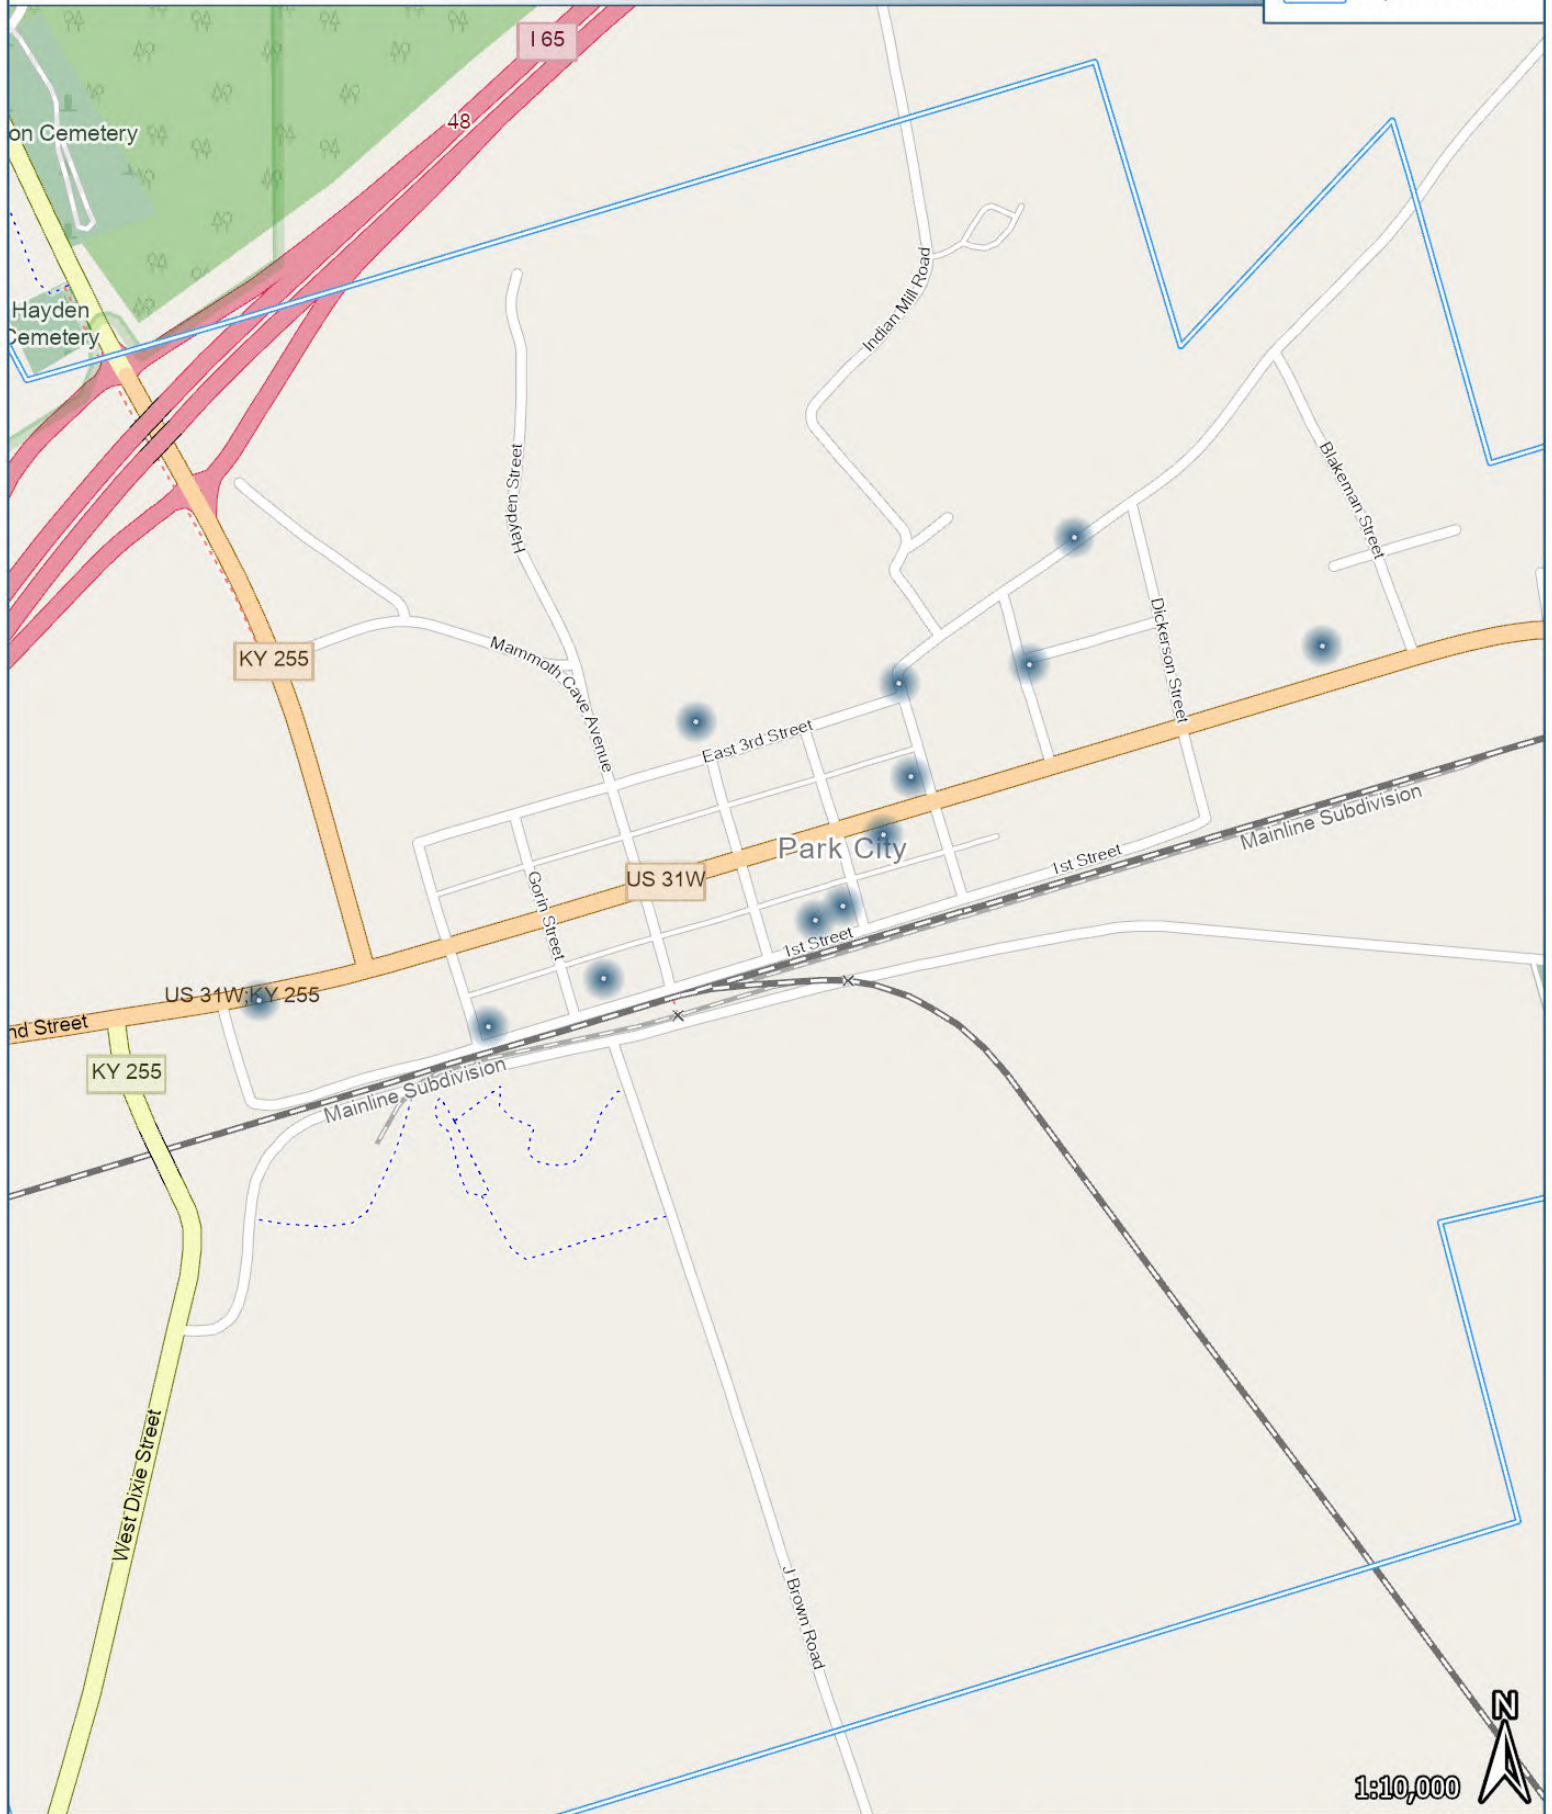 I 65
48
on Cemetery
Hayden
Cemetery
Indian Mill Road
Hayden Street
Blakeman Street
Dickerson Street
KY 255
Mammoth Cave Avenue
East 3rd Street
Park City
US 31W
Gorin Street
1st Street
Mainline Subdivision
1st Street
US 31W;KY 255
nd Street
KY 255
Mainline Subdivision
West Dixie Street
J Brown Road
N
1:10,000